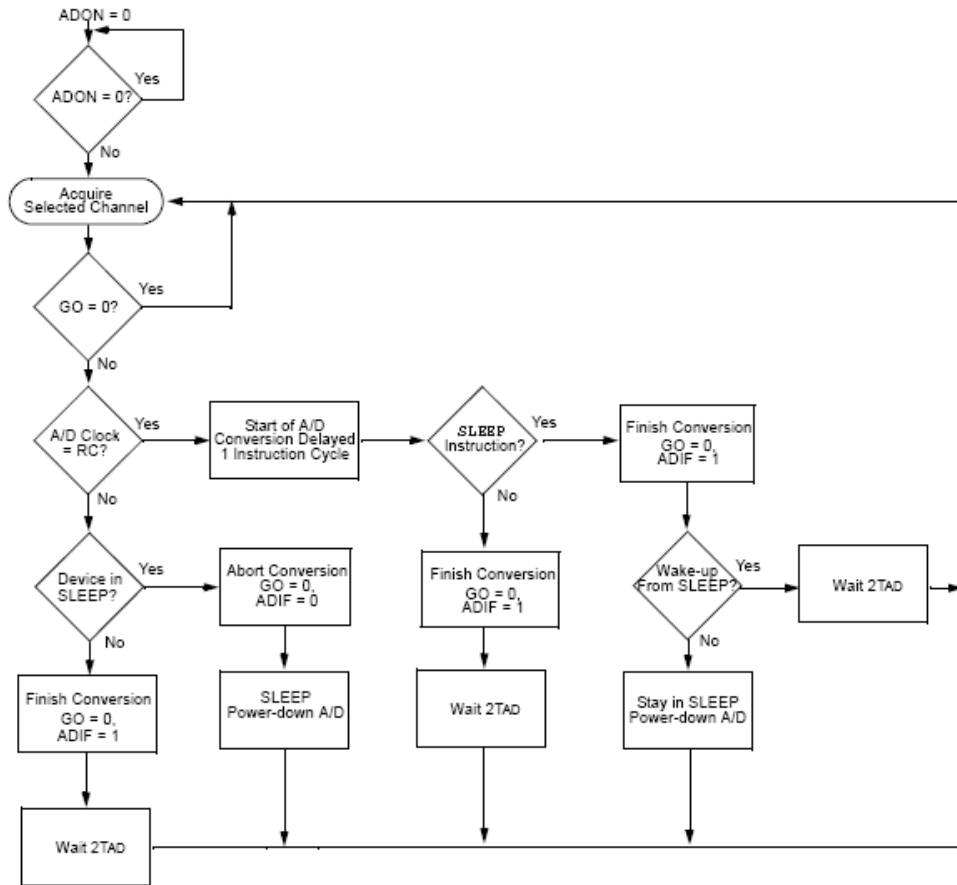 ADON = 0
Yes
ADON = 0?
No
Acquire
Selected Channel
Yes
GO = 0?
No
A/D Clock
= RC?
Yes
Start of A/D
Conversion Delayed
1 Instruction Cycle
SLEEP
Instruction?
Yes
Finish Conversion
GO = 0,
ADIF = 1
No
No
Device in
SLEEP?
Yes
Abort Conversion
GO = 0,
ADIF = 0
Finish Conversion
GO = 0,
ADIF = 1
Wake-up
From SLEEP?
Yes
Wait 2TAD
No
No
Finish Conversion
GO = 0,
ADIF = 1
SLEEP
Power-down A/D
Wait 2TAD
Stay in SLEEP
Power-down A/D
Wait 2TAD